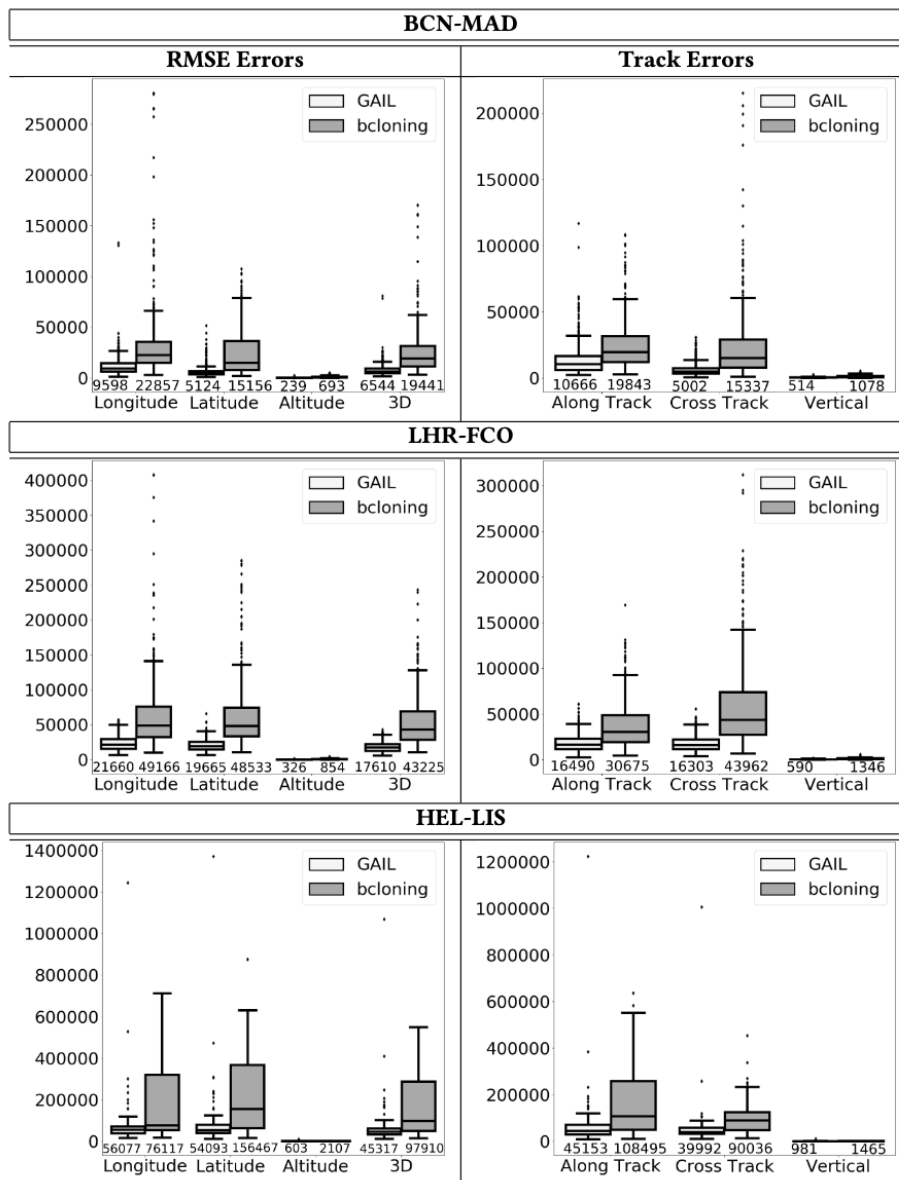 BCN-MAD
RMSE Errors
Track Errors
GAIL
bcloning
250000
200000
150000
100000
50000
0
9598 22857 5124 15156 239 693 6544 19441
Longitude Latitude Altitude 3D
GAIL
bcloning
200000
150000
100000
50000
0
10666 19843 5002 15337 514 1078
Along Track Cross Track Vertical
LHR-FCO
GAIL
bcloning
400000
350000
300000
250000
200000
150000
100000
50000
0
21660 49166 19665 48533 326 854 17610 43225
Longitude Latitude Altitude 3D
GAIL
bcloning
300000
250000
200000
150000
100000
50000
0
16490 30675 16303 43962 590 1346
Along Track Cross Track Vertical
HEL-LIS
GAIL
bcloning
1400000
1200000
1000000
800000
600000
400000
200000
0
56077 76117 54093 156467 603 2107 45317 97910
Longitude Latitude Altitude 3D
GAIL
bcloning
1200000
1000000
800000
600000
400000
200000
0
45153 108495 39992 90036 981 1465
Along Track Cross Track Vertical